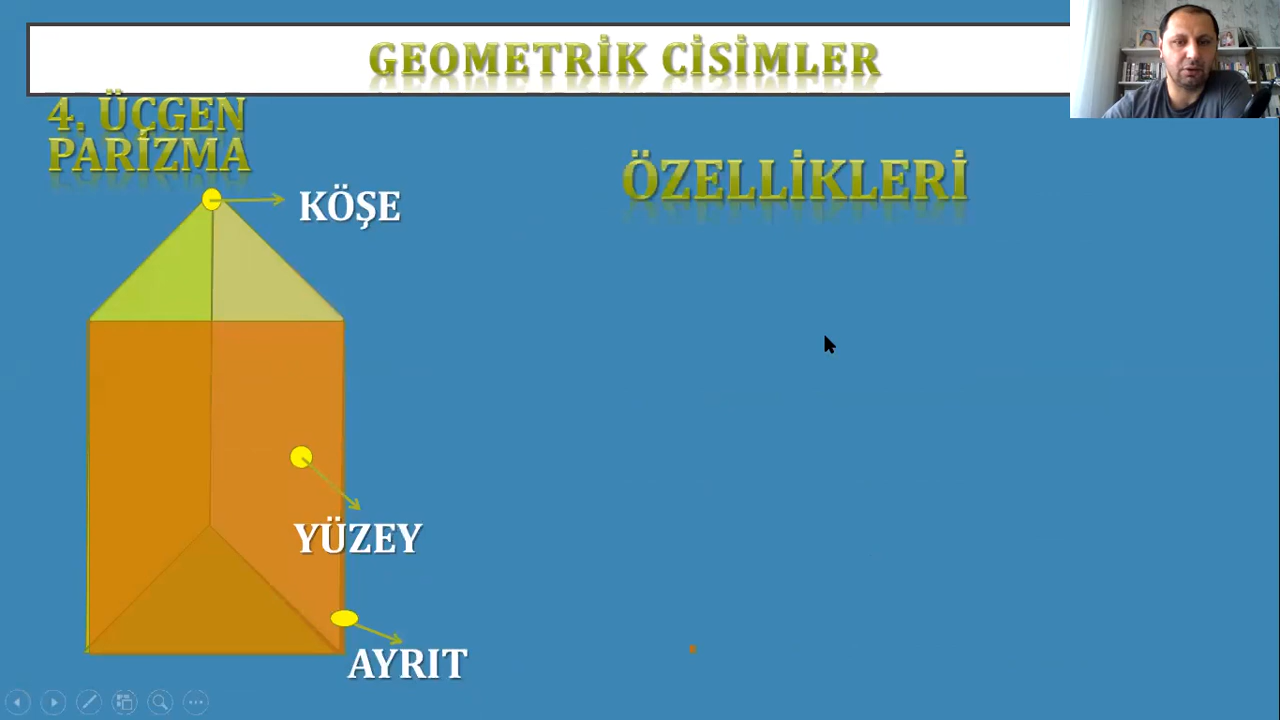 GEOMETRİK CİSİMLER
4. ÜÇGEN
PARİZMA
ÖZELLİKLERİ
KÖŞE
YÜZEY
AYRIT